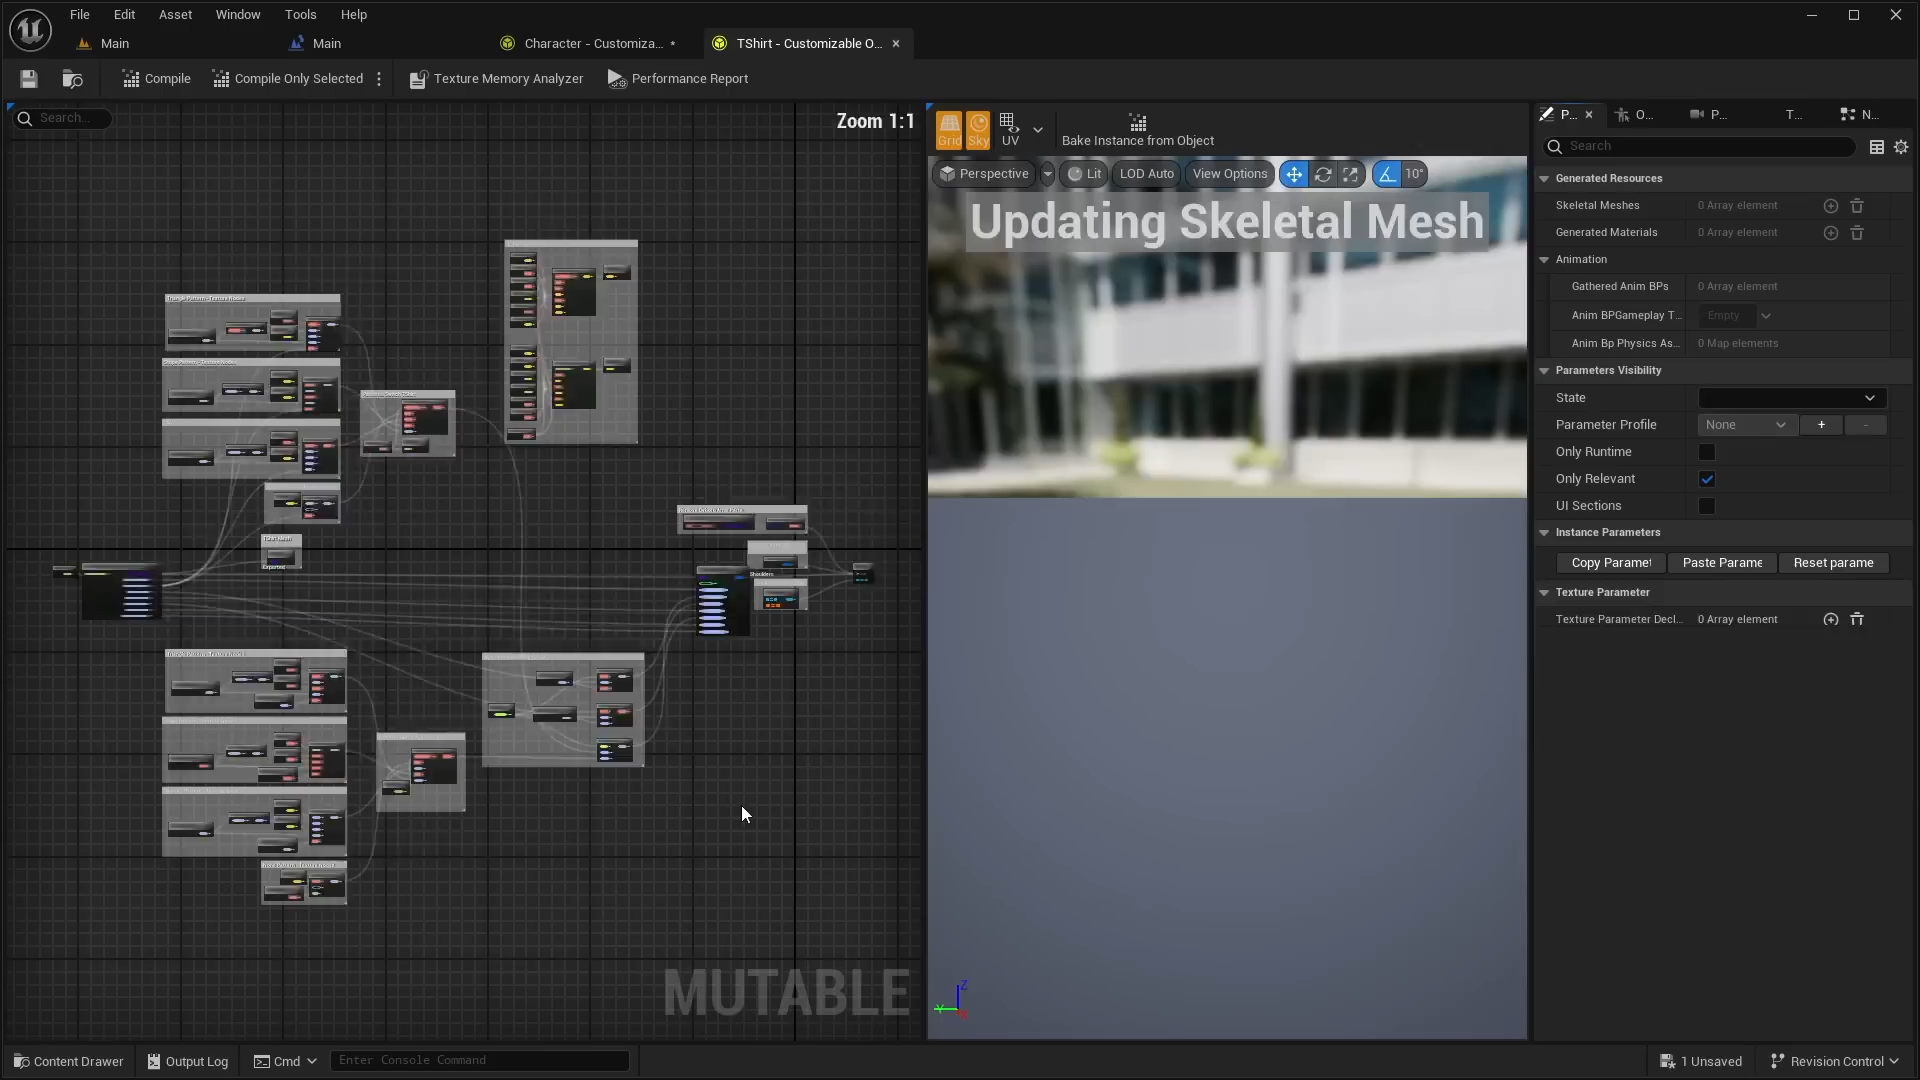 File Edit Asset Window Tools Help
Main
Main
Character - Customiza... •
TShirt - Customizable O...
Compile
Compile Only Selected
Texture Memory Analyzer
Performance Report
Search...
Zoom 1:1
Grid
Sky
UV
Bake Instance from Object
Perspective
Lit
LOD Auto
View Options
10°
Updating Skeletal Mesh
P...
O...
P...
T...
N...
Search
Generated Resources
Skeletal Meshes 0 Array element
Generated Materials 0 Array element
Animation
Gathered Anim BPs 0 Array element
Anim BPGameplay T... Empty
Anim Bp Physics As... 0 Map elements
Parameters Visibility
State
Parameter Profile None + -
Only Runtime
Only Relevant
UI Sections
Instance Parameters
Copy Paramet
Paste Parame
Reset parame
Texture Parameter
Texture Parameter Decl... 0 Array element
Shoulders
MUTABLE
Z
Content Drawer
Output Log
Cmd
Enter Console Command
1 Unsaved
Revision Control